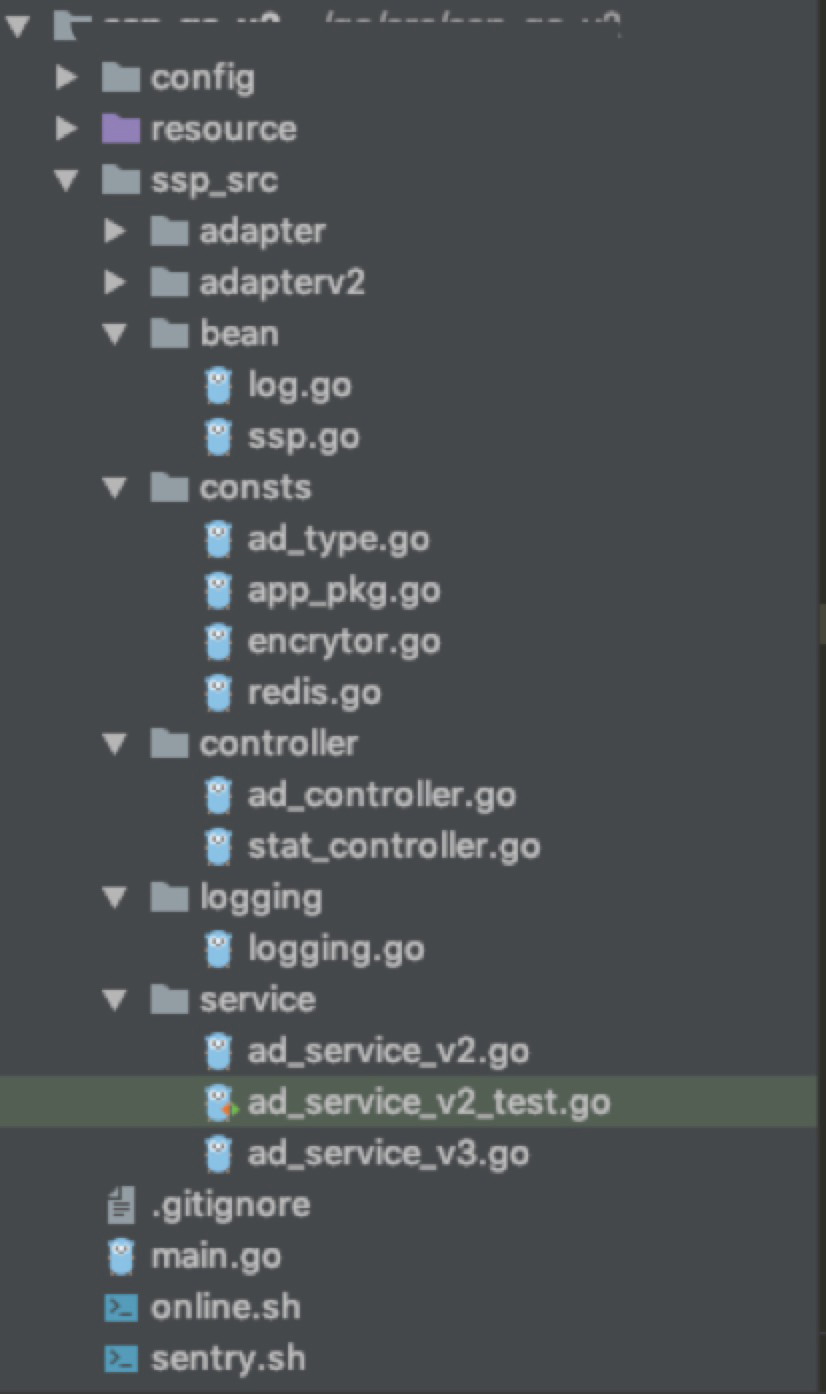 config
resource
ssp_src
adapter
adapterv2
bean
log.go
ssp.go
consts
ad_type.go
app_pkg.go
encrytor.go
redis.go
controller
ad_controller.go
stat_controller.go
logging
logging.go
service
ad_service_v2.go
ad_service_v2_test.go
ad_service_v3.go
.gitignore
main.go
online.sh
sentry.sh